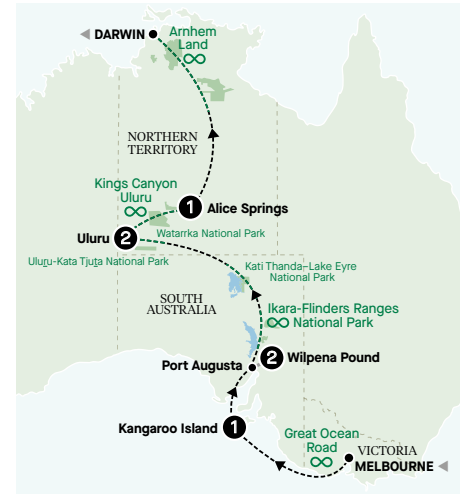 DARWIN
Arnhem
Land
NORTHERN
TERRITORY
Kings Canyon
Uluru
1 Alice Springs
Uluru 2
Watarrka National Park
Uluṟu-Kata Tjuṯa National Park
Kati Thanda–Lake Eyre
National Park
SOUTH
AUSTRALIA
Ikara-Flinders Ranges
National Park
2 Wilpena Pound
Port Augusta
Kangaroo Island 1
Great Ocean
Road
VICTORIA
MELBOURNE